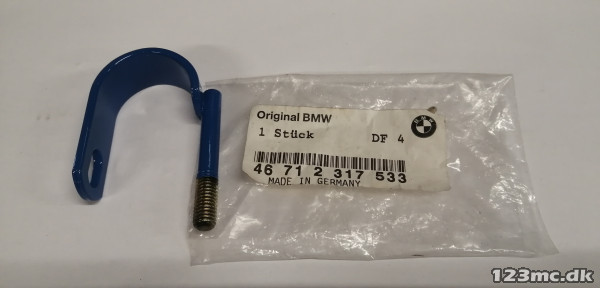 Original BMW
1 Stück DF 4
46 71 2 317 533
MADE IN GERMANY
123mc.dk